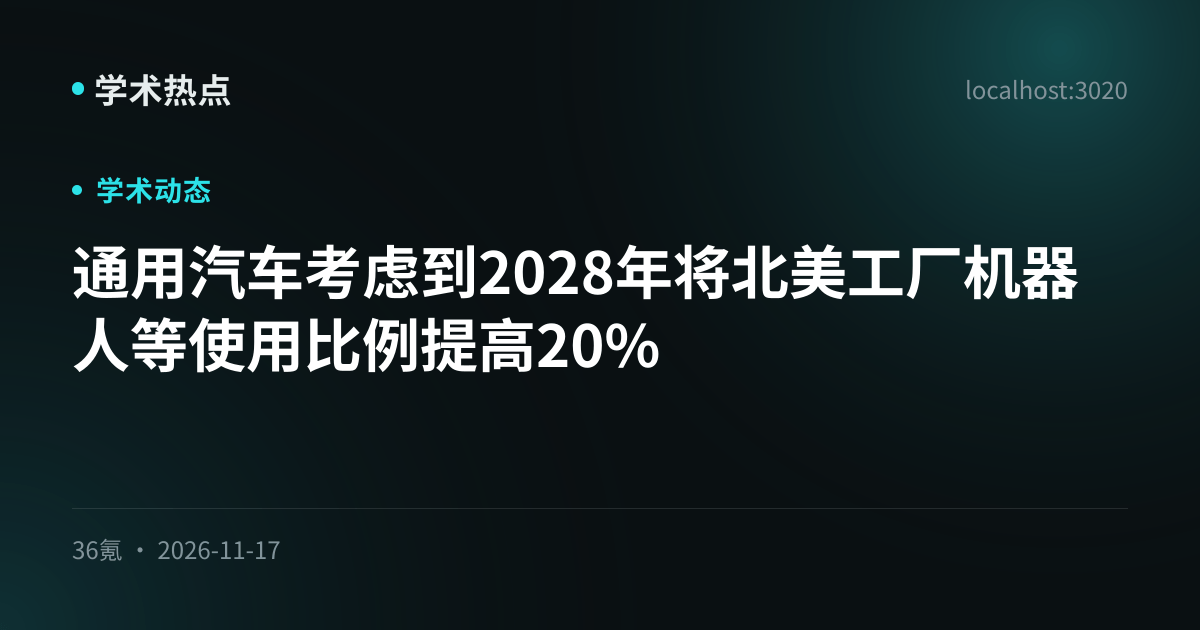 学术热点
localhost:3020
学术动态
通用汽车考虑到2028年将北美工厂机器
人等使用比例提高20%
36氪 · 2026-11-17